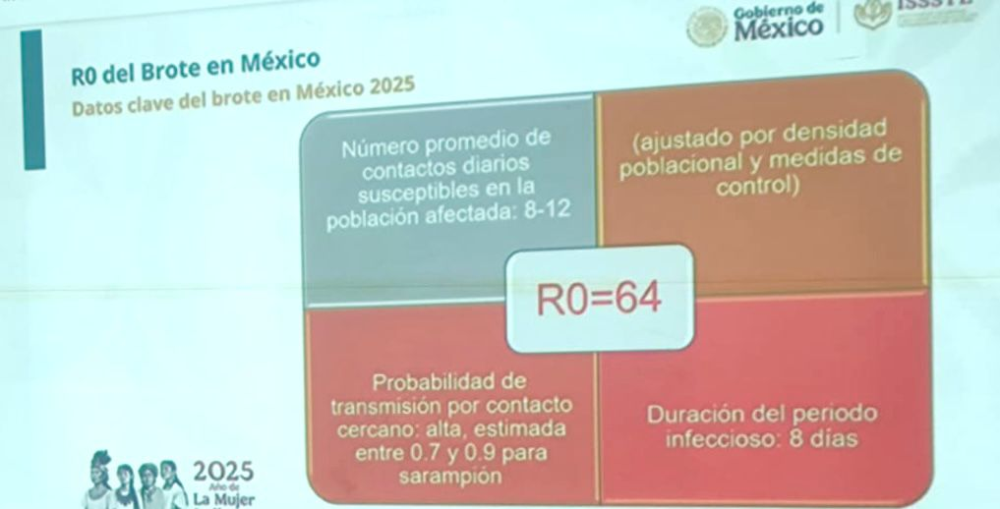 Gobierno de
México
R0 del Brote en México
Datos clave del brote en México 2025
Número promedio de
contactos diarios
susceptibles en la
población afectada: 8-12
(ajustado por densidad
poblacional y medidas de
control)
R0=64
Probabilidad de
transmisión por contacto
cercano: alta, estimada
entre 0.7 y 0.9 para
sarampión
Duración del periodo
infeccioso: 8 días
2025
Año de
La Mujer